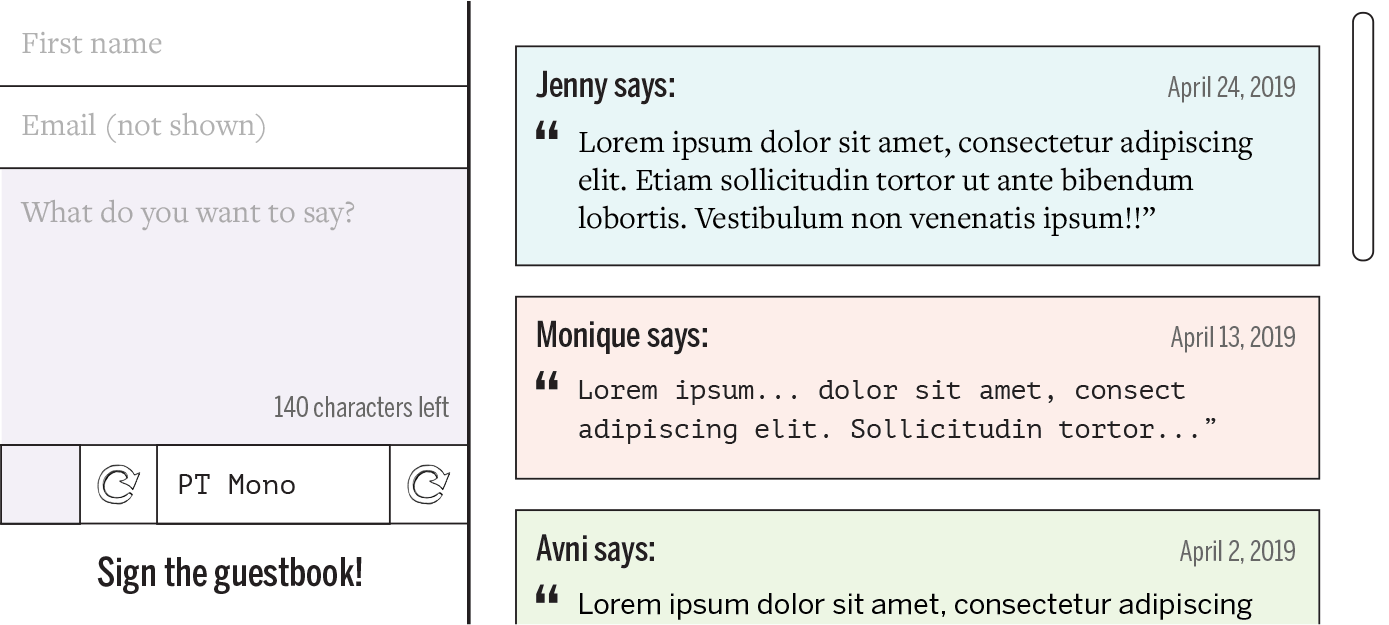 First name
Email (not shown)
What do you want to say?
140 characters left
PT Mono
Sign the guestbook!
Jenny says:
April 24, 2019
“ Lorem ipsum dolor sit amet, consectetur adipiscing
elit. Etiam sollicitudin tortor ut ante bibendum
lobortis. Vestibulum non venenatis ipsum!!”
Monique says:
April 13, 2019
“ Lorem ipsum... dolor sit amet, consect
adipiscing elit. Sollicitudin tortor...”
Avni says:
April 2, 2019
“ Lorem ipsum dolor sit amet, consectetur adipiscing